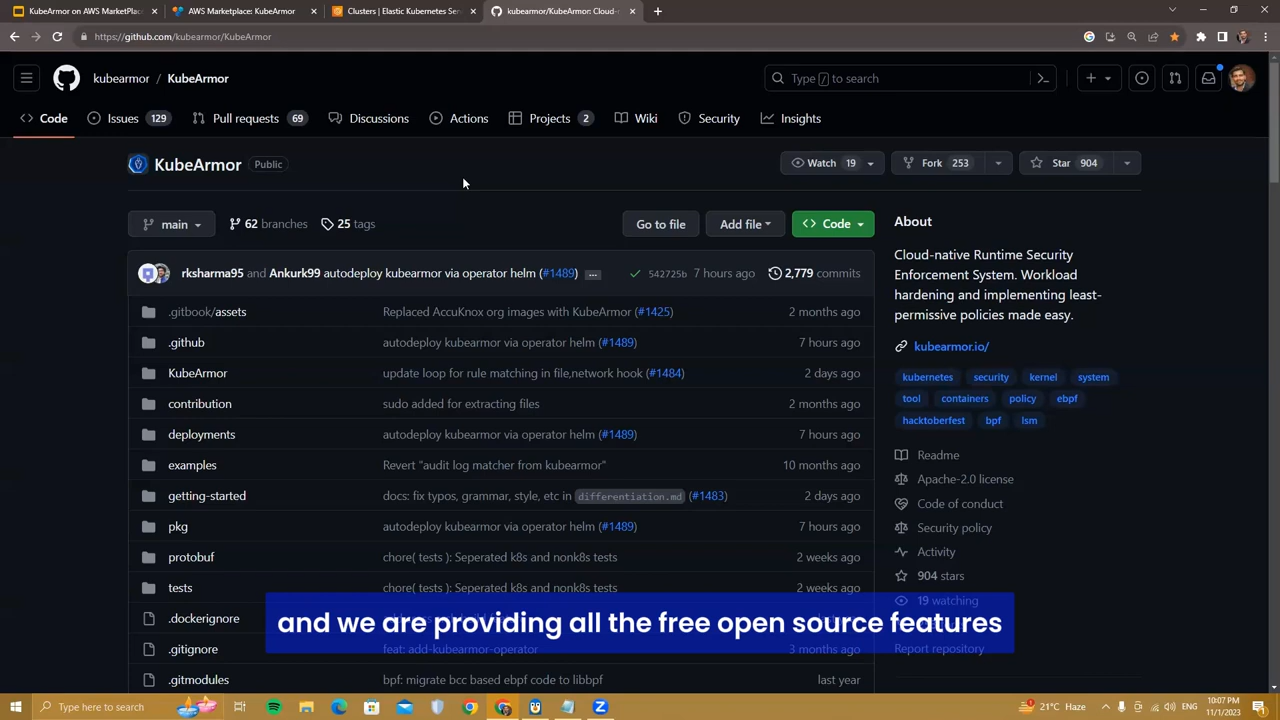 KubeArmor on AWS MarketPlac
AWS Marketplace: KubeArmor
Clusters | Elastic Kubernetes Ser
kubearmor/KubeArmor: Cloud-
https://github.com/kubearmor/KubeArmor
kubearmor / KubeArmor
Type / to search
Code
Issues 129
Pull requests 69
Discussions
Actions
Projects 2
Wiki
Security
Insights
KubeArmor Public
Watch 19
Fork 253
Star 904
main
62 branches
25 tags
Go to file
Add file
Code
rksharma95 and Ankurk99 autodeploy kubearmor via operator helm (#1489) ... 542725b 7 hours ago 2,779 commits
.gitbook/assets Replaced AccuKnox org images with KubeArmor (#1425) 2 months ago
.github autodeploy kubearmor via operator helm (#1489) 7 hours ago
KubeArmor update loop for rule matching in file,network hook (#1484) 2 days ago
contribution sudo added for extracting files 2 months ago
deployments autodeploy kubearmor via operator helm (#1489) 7 hours ago
examples Revert "audit log matcher from kubearmor" 10 months ago
getting-started docs: fix typos, grammar, style, etc in differentiation.md (#1483) 2 days ago
pkg autodeploy kubearmor via operator helm (#1489) 7 hours ago
protobuf chore( tests ): Seperated k8s and nonk8s tests 2 weeks ago
tests chore( tests ): Seperated k8s and nonk8s tests 2 weeks ago
.dockerignore
.gitignore feat: add-kubearmor-operator 3 months ago
.gitmodules bpf: migrate bcc based ebpf code to libbpf last year
About
Cloud-native Runtime Security
Enforcement System. Workload
hardening and implementing least-
permissive policies made easy.
kubearmor.io/
kubernetes security kernel system
tool containers policy ebpf
hacktoberfest bpf lsm
Readme
Apache-2.0 license
Code of conduct
Security policy
Activity
904 stars
19 watching
Report repository
and we are providing all the free open source features
Type here to search
21°C Haze
10:07 PM
11/1/2023